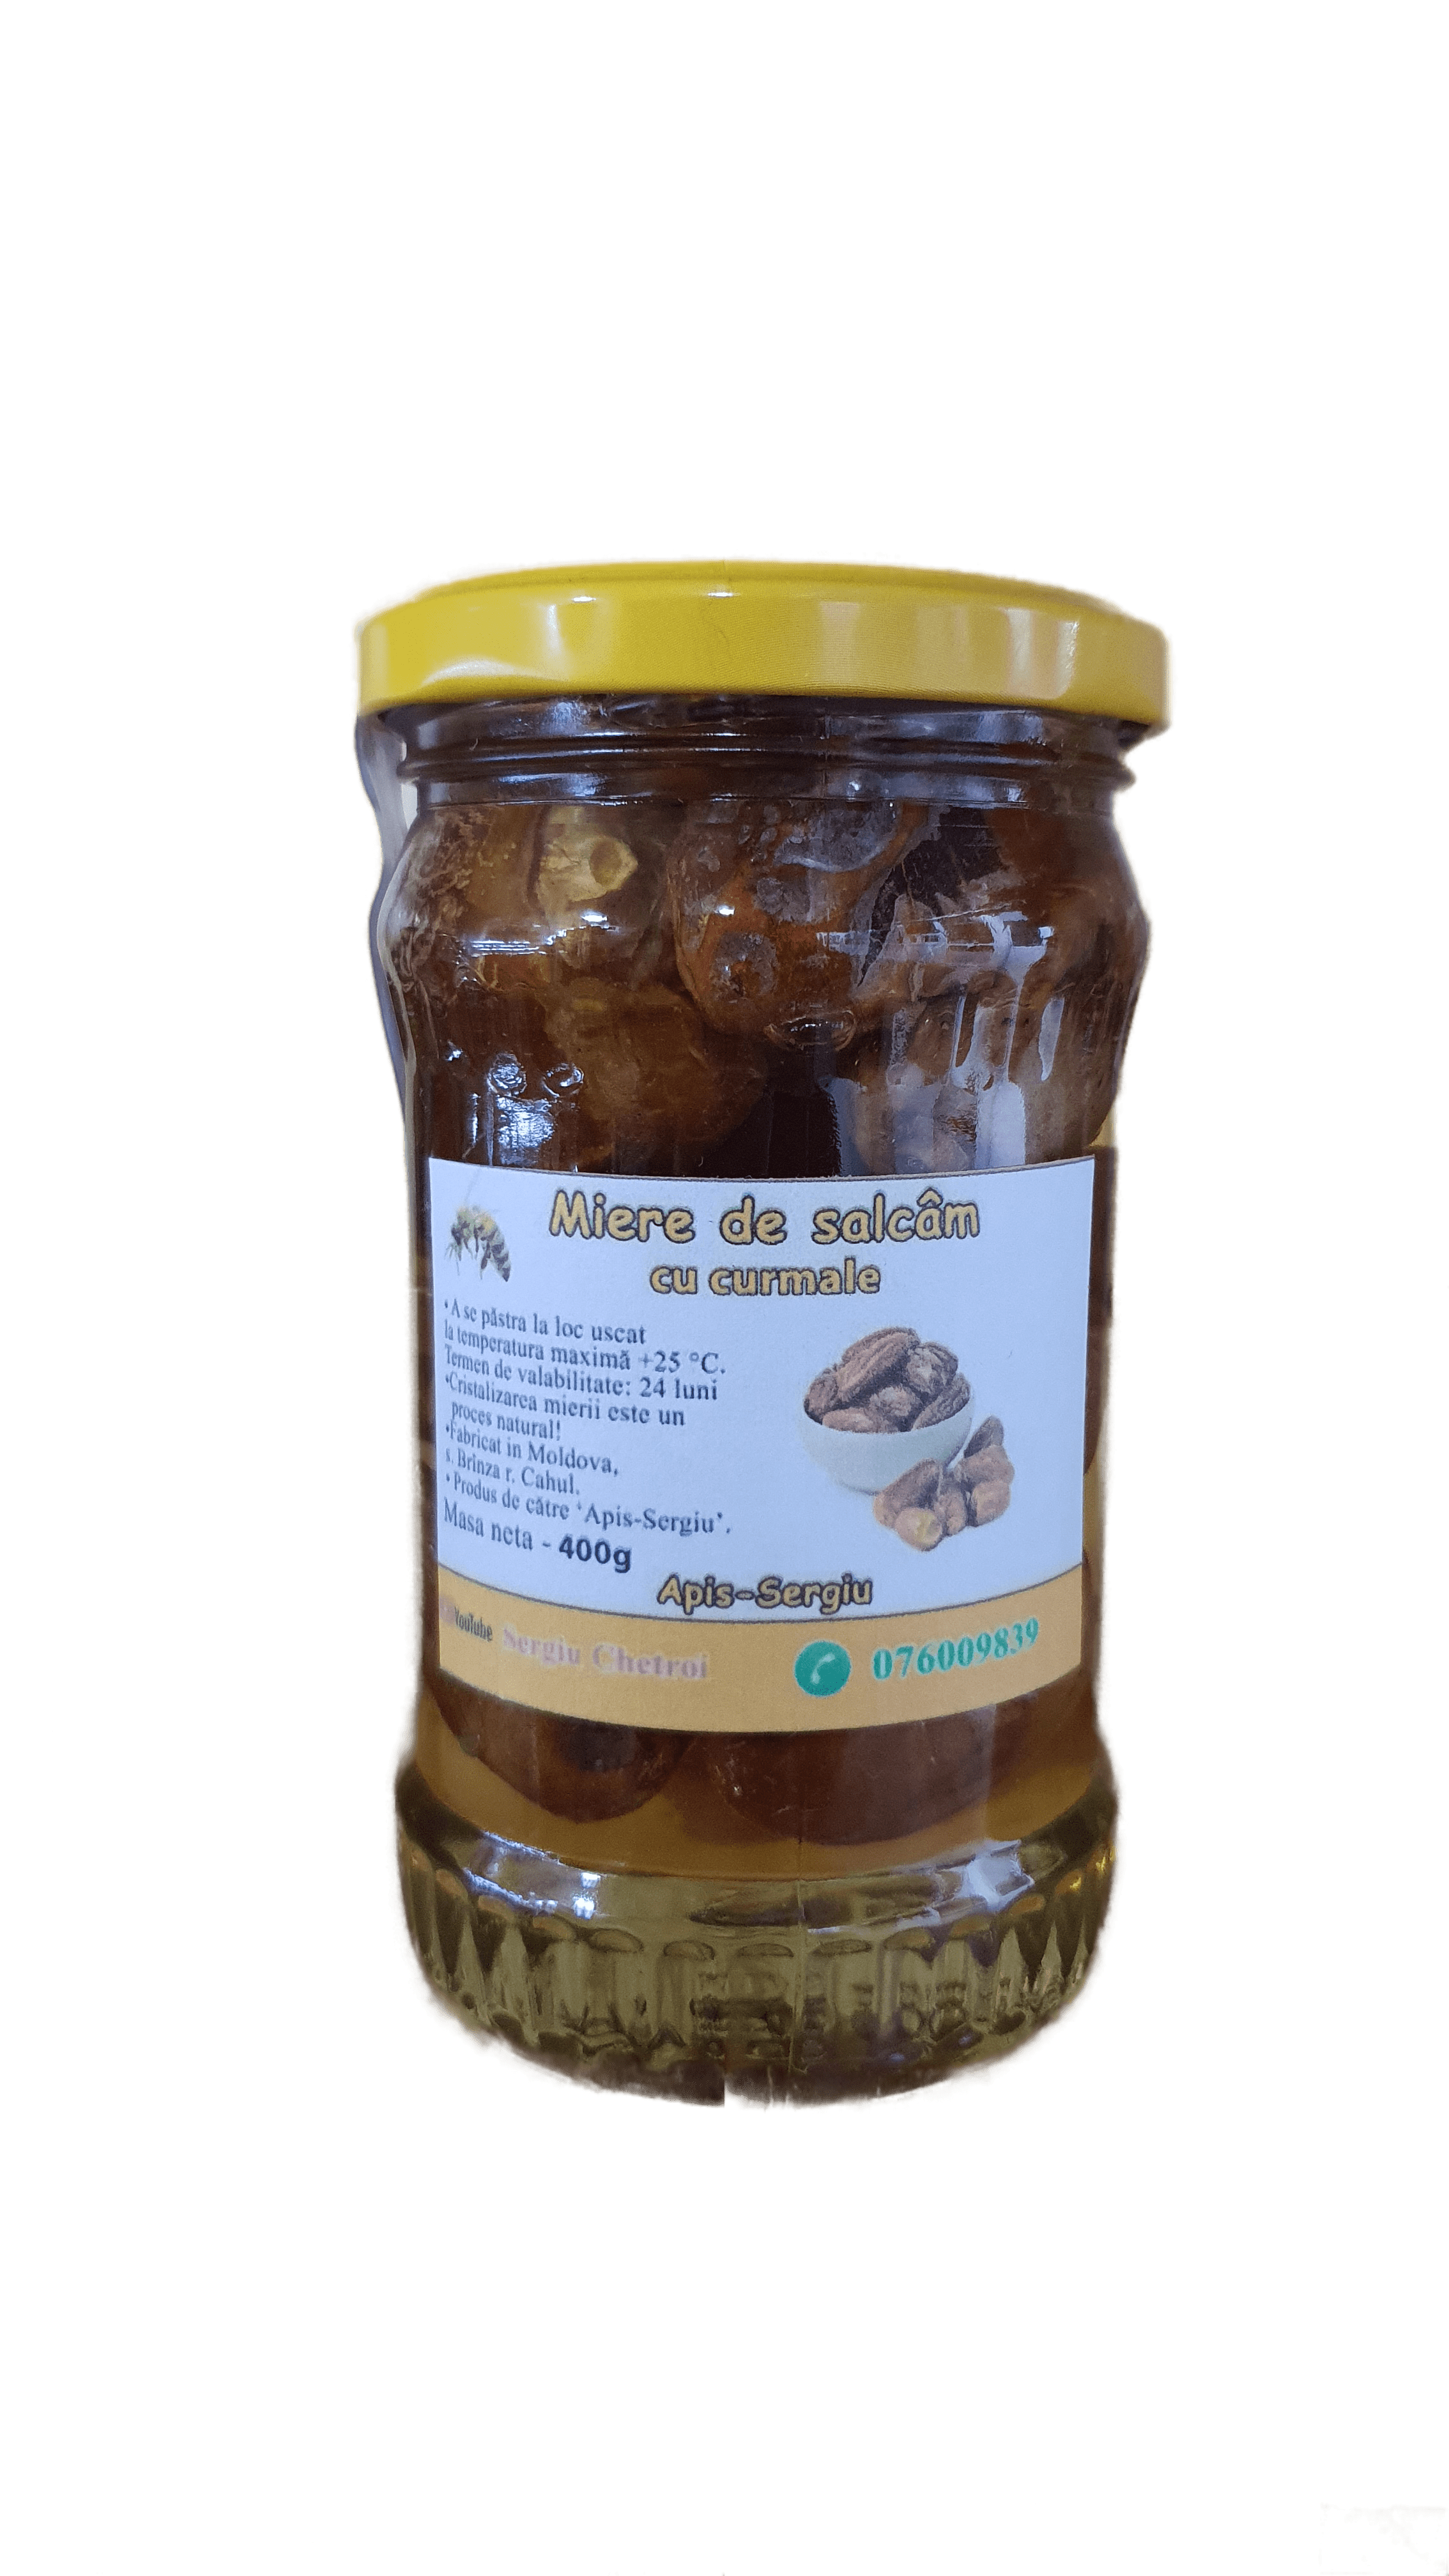 Miere de salcâm
cu curmale
•A se păstra la loc uscat
la temperatura maximă +25 °C.
Termen de valabilitate: 24 luni
•Cristalizarea mierii este un
proces natural!
•Fabricat in Moldova,
s. Brinza r. Cahul.
• Produs de către ‘Apis-Sergiu’.
Masa neta - 400g
Apis-Sergiu
YouTube Sergiu Chetroi
076009839